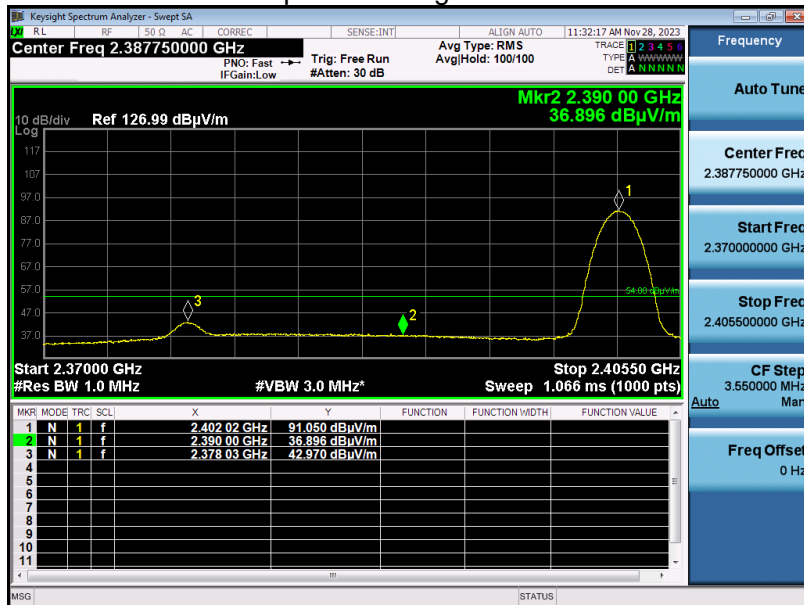 Keysight Spectrum Analyzer - Swept SA
LXI RL RF 50 Ω AC CORREC SENSE:INT ALIGN AUTO 11:32:17 AM Nov 28, 2023
Center Freq 2.387750000 GHz
PNO: Fast
IFGain:Low
Trig: Free Run
#Atten: 30 dB
Avg Type: RMS
Avg|Hold: 100/100
TRACE 1 2 3 4 5 6
TYPE A WWWWW
DET A N N N N N
Mkr2 2.390 00 GHz
36.896 dBµV/m
10 dB/div Ref 126.99 dBµV/m
Log
117
107
97.0
87.0
77.0
67.0
57.0
47.0
37.0
1
54.00 dBµV/m
3
2
Start 2.37000 GHz Stop 2.40550 GHz
#Res BW 1.0 MHz #VBW 3.0 MHz* Sweep 1.066 ms (1000 pts)
MKR MODE TRC SCL X Y FUNCTION FUNCTION WIDTH FUNCTION VALUE
1 N 1 f 2.402 02 GHz 91.050 dBµV/m
2 N 1 f 2.390 00 GHz 36.896 dBµV/m
3 N 1 f 2.378 03 GHz 42.970 dBµV/m
4
5
6
7
8
9
10
11
MSG STATUS
Frequency
Auto Tune
Center Freq
2.387750000 GHz
Start Freq
2.370000000 GHz
Stop Freq
2.405500000 GHz
CF Step
3.550000 MHz
Auto Man
Freq Offset
0 Hz